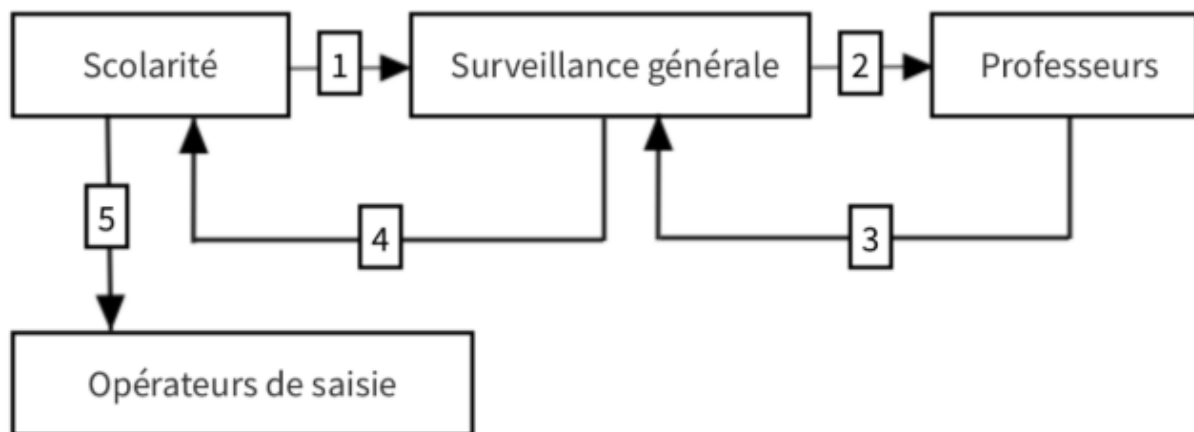 Scolarité
1
Surveillance générale
2
Professeurs
5
4
3
Opérateurs de saisie